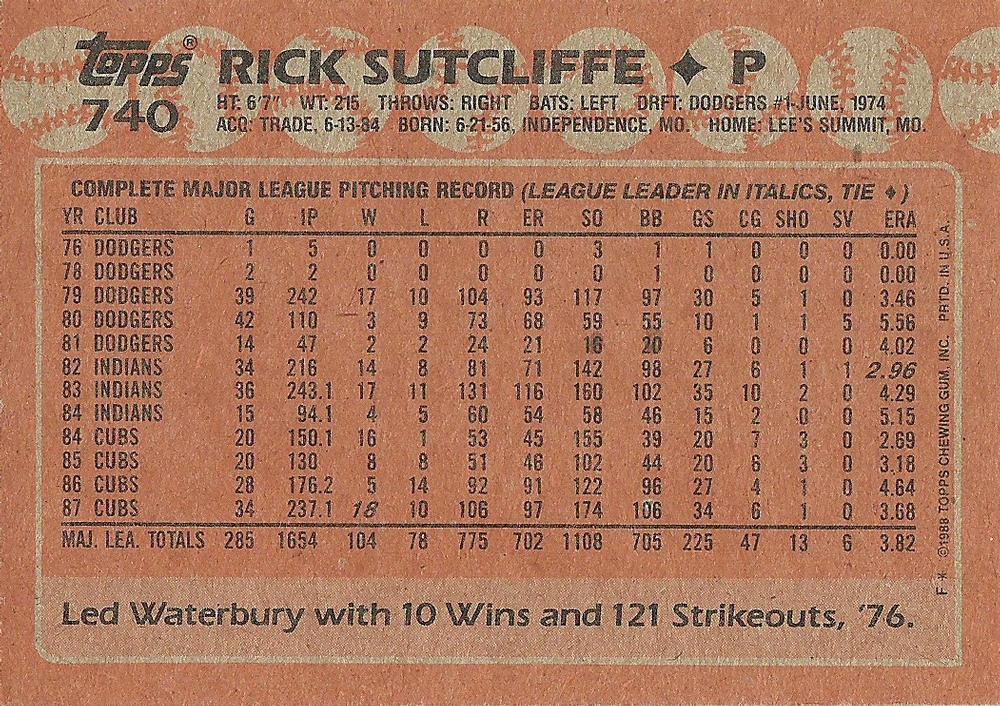 topps® RICK SUTCLIFFE ✦ P
740 HT: 6'7" WT: 215 THROWS: RIGHT BATS: LEFT DRFT: DODGERS #1-JUNE, 1974
ACQ: TRADE, 6-13-84 BORN: 6-21-56, INDEPENDENCE, MO. HOME: LEE'S SUMMIT, MO.
COMPLETE MAJOR LEAGUE PITCHING RECORD (LEAGUE LEADER IN ITALICS, TIE ♦)
YR CLUB G IP W L R ER SO BB GS CG SHO SV ERA
76 DODGERS 1 5 0 0 0 0 3 1 1 0 0 0 0.00
78 DODGERS 2 2 0 0 0 0 0 1 0 0 0 0 0.00
79 DODGERS 39 242 17 10 104 93 117 97 30 5 1 0 3.46
80 DODGERS 42 110 3 9 73 68 59 55 10 1 1 5 5.56
81 DODGERS 14 47 2 2 24 21 16 20 6 0 0 0 4.02
82 INDIANS 34 216 14 8 81 71 142 98 27 6 1 1 2.96
83 INDIANS 36 243.1 17 11 131 116 160 102 35 10 2 0 4.29
84 INDIANS 15 94.1 4 5 60 54 58 46 15 2 0 0 5.15
84 CUBS 20 150.1 16 1 53 45 155 39 20 7 3 0 2.69
85 CUBS 20 130 8 8 51 46 102 44 20 6 3 0 3.18
86 CUBS 28 176.2 5 14 92 91 122 96 27 4 1 0 4.64
87 CUBS 34 237.1 18 10 106 97 174 106 34 6 1 0 3.68
MAJ. LEA. TOTALS 285 1654 104 78 775 702 1108 705 225 47 13 6 3.82
Led Waterbury with 10 Wins and 121 Strikeouts, '76.
F* ©1988 TOPPS CHEWING GUM, INC. PRTD. IN U.S.A.